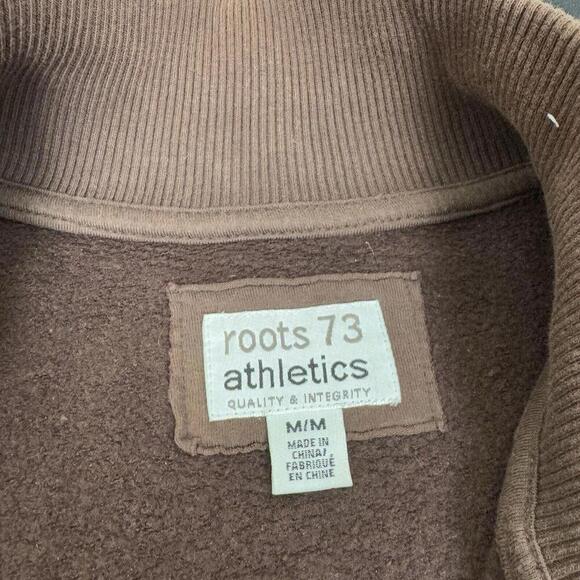 roots 73
athletics
QUALITY & INTEGRITY
M/M
MADE IN
CHINA/
FABRIQUÉ
EN CHINE